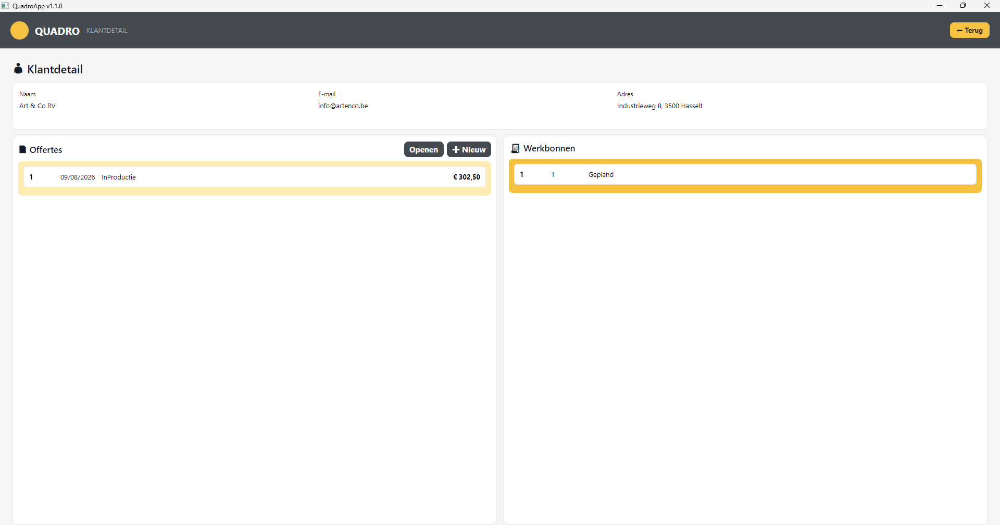 QuadroApp v1.1.0
QUADRO KLANTDETAIL
Terug
Klantdetail
Naam
Art & Co BV
E-mail
info@artenco.be
Adres
Industrieweg 8, 3500 Hasselt
Offertes
Openen
Nieuw
1 09/08/2026 InProductie € 302,50
Werkbonnen
1 1 Gepland